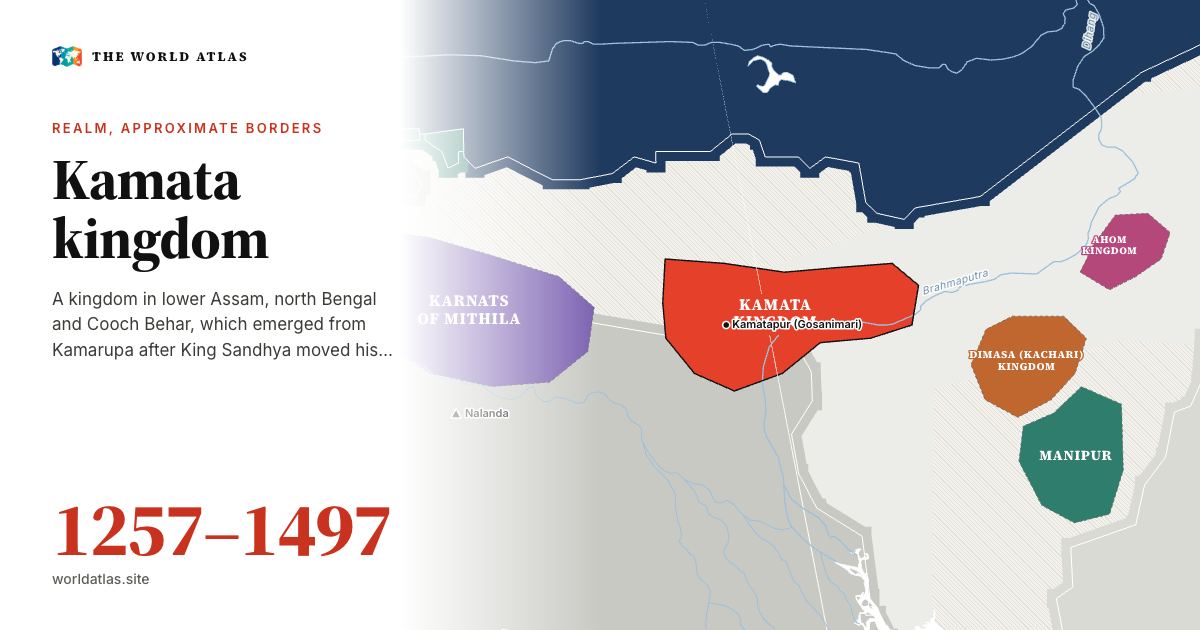 THE WORLD ATLAS
REALM, APPROXIMATE BORDERS
Kamata
kingdom
A kingdom in lower Assam, north Bengal
and Cooch Behar, which emerged from
Kamarupa after King Sandhya moved his...
1257–1497
worldatlas.site
Dihang
AHOM
KINGDOM
Brahmaputra
KARNATS
OF MITHILA
KAMATA
KINGDOM
Kamatapur (Gosanimari)
DIMASA (KACHARI)
KINGDOM
Nalanda
MANIPUR